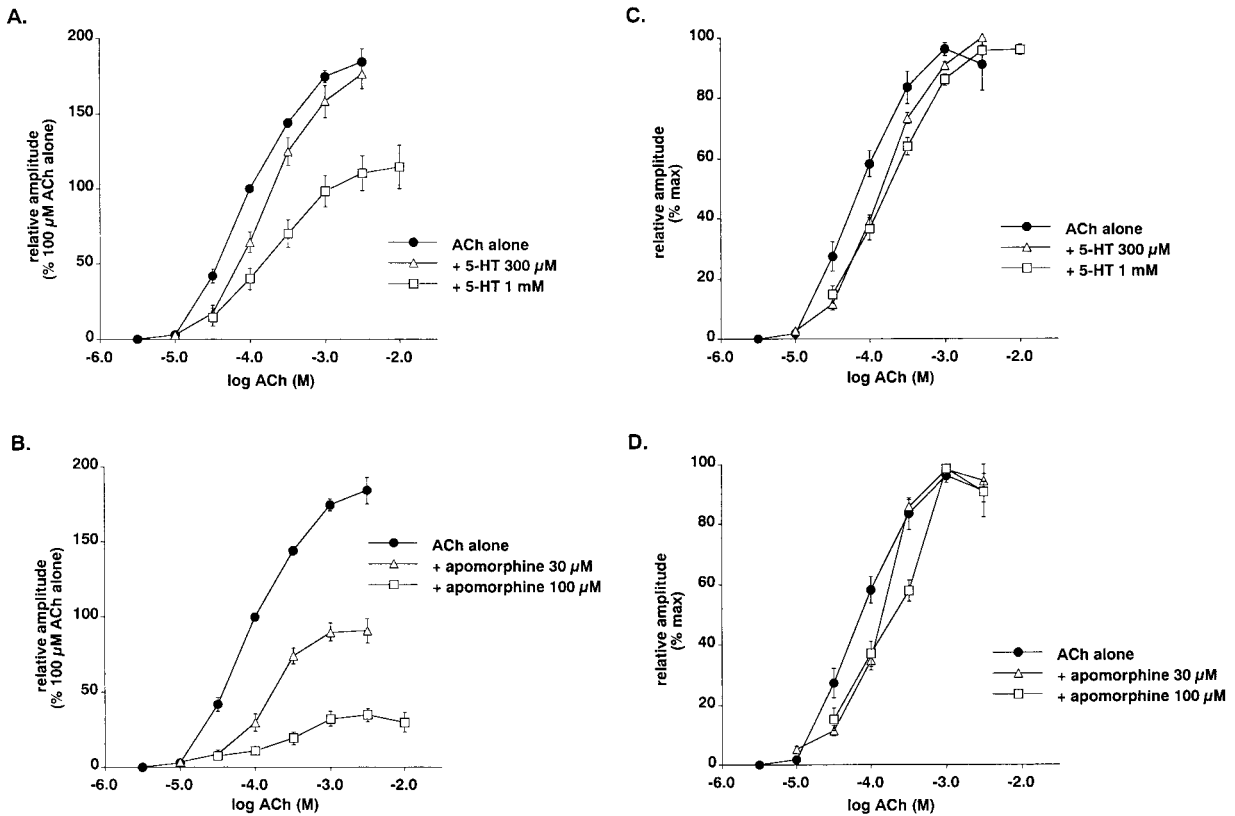 A.
200
150
100
50
0
-6.0 -5.0 -4.0 -3.0 -2.0
log ACh (M)
relative amplitude
(% 100 µM ACh alone)
ACh alone
+ 5-HT 300 µM
+ 5-HT 1 mM
C.
100
80
60
40
20
0
-6.0 -5.0 -4.0 -3.0 -2.0
log ACh (M)
relative amplitude
(% max)
ACh alone
+ 5-HT 300 µM
+ 5-HT 1 mM
B.
200
150
100
50
0
-6.0 -5.0 -4.0 -3.0 -2.0
log ACh (M)
relative amplitude
(% 100 µM ACh alone)
ACh alone
+ apomorphine 30 µM
+ apomorphine 100 µM
D.
100
80
60
40
20
0
-6.0 -5.0 -4.0 -3.0 -2.0
log ACh (M)
relative amplitude
(% max)
ACh alone
+ apomorphine 30 µM
+ apomorphine 100 µM